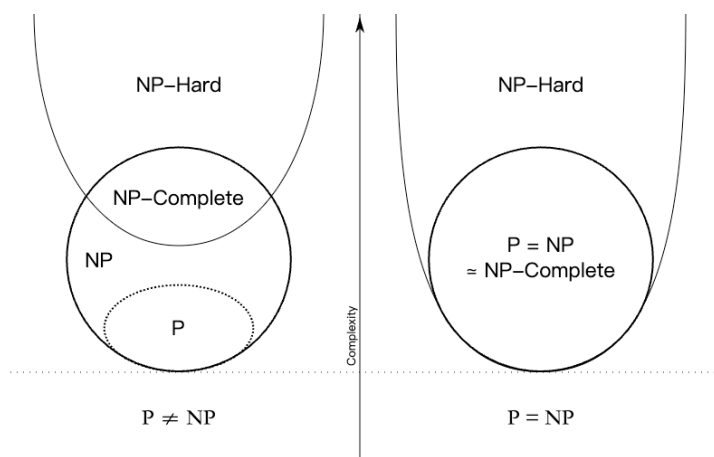 NP–Hard
NP–Complete
NP
P
P ≠ NP
Complexity
NP–Hard
P = NP
≃ NP–Complete
P = NP